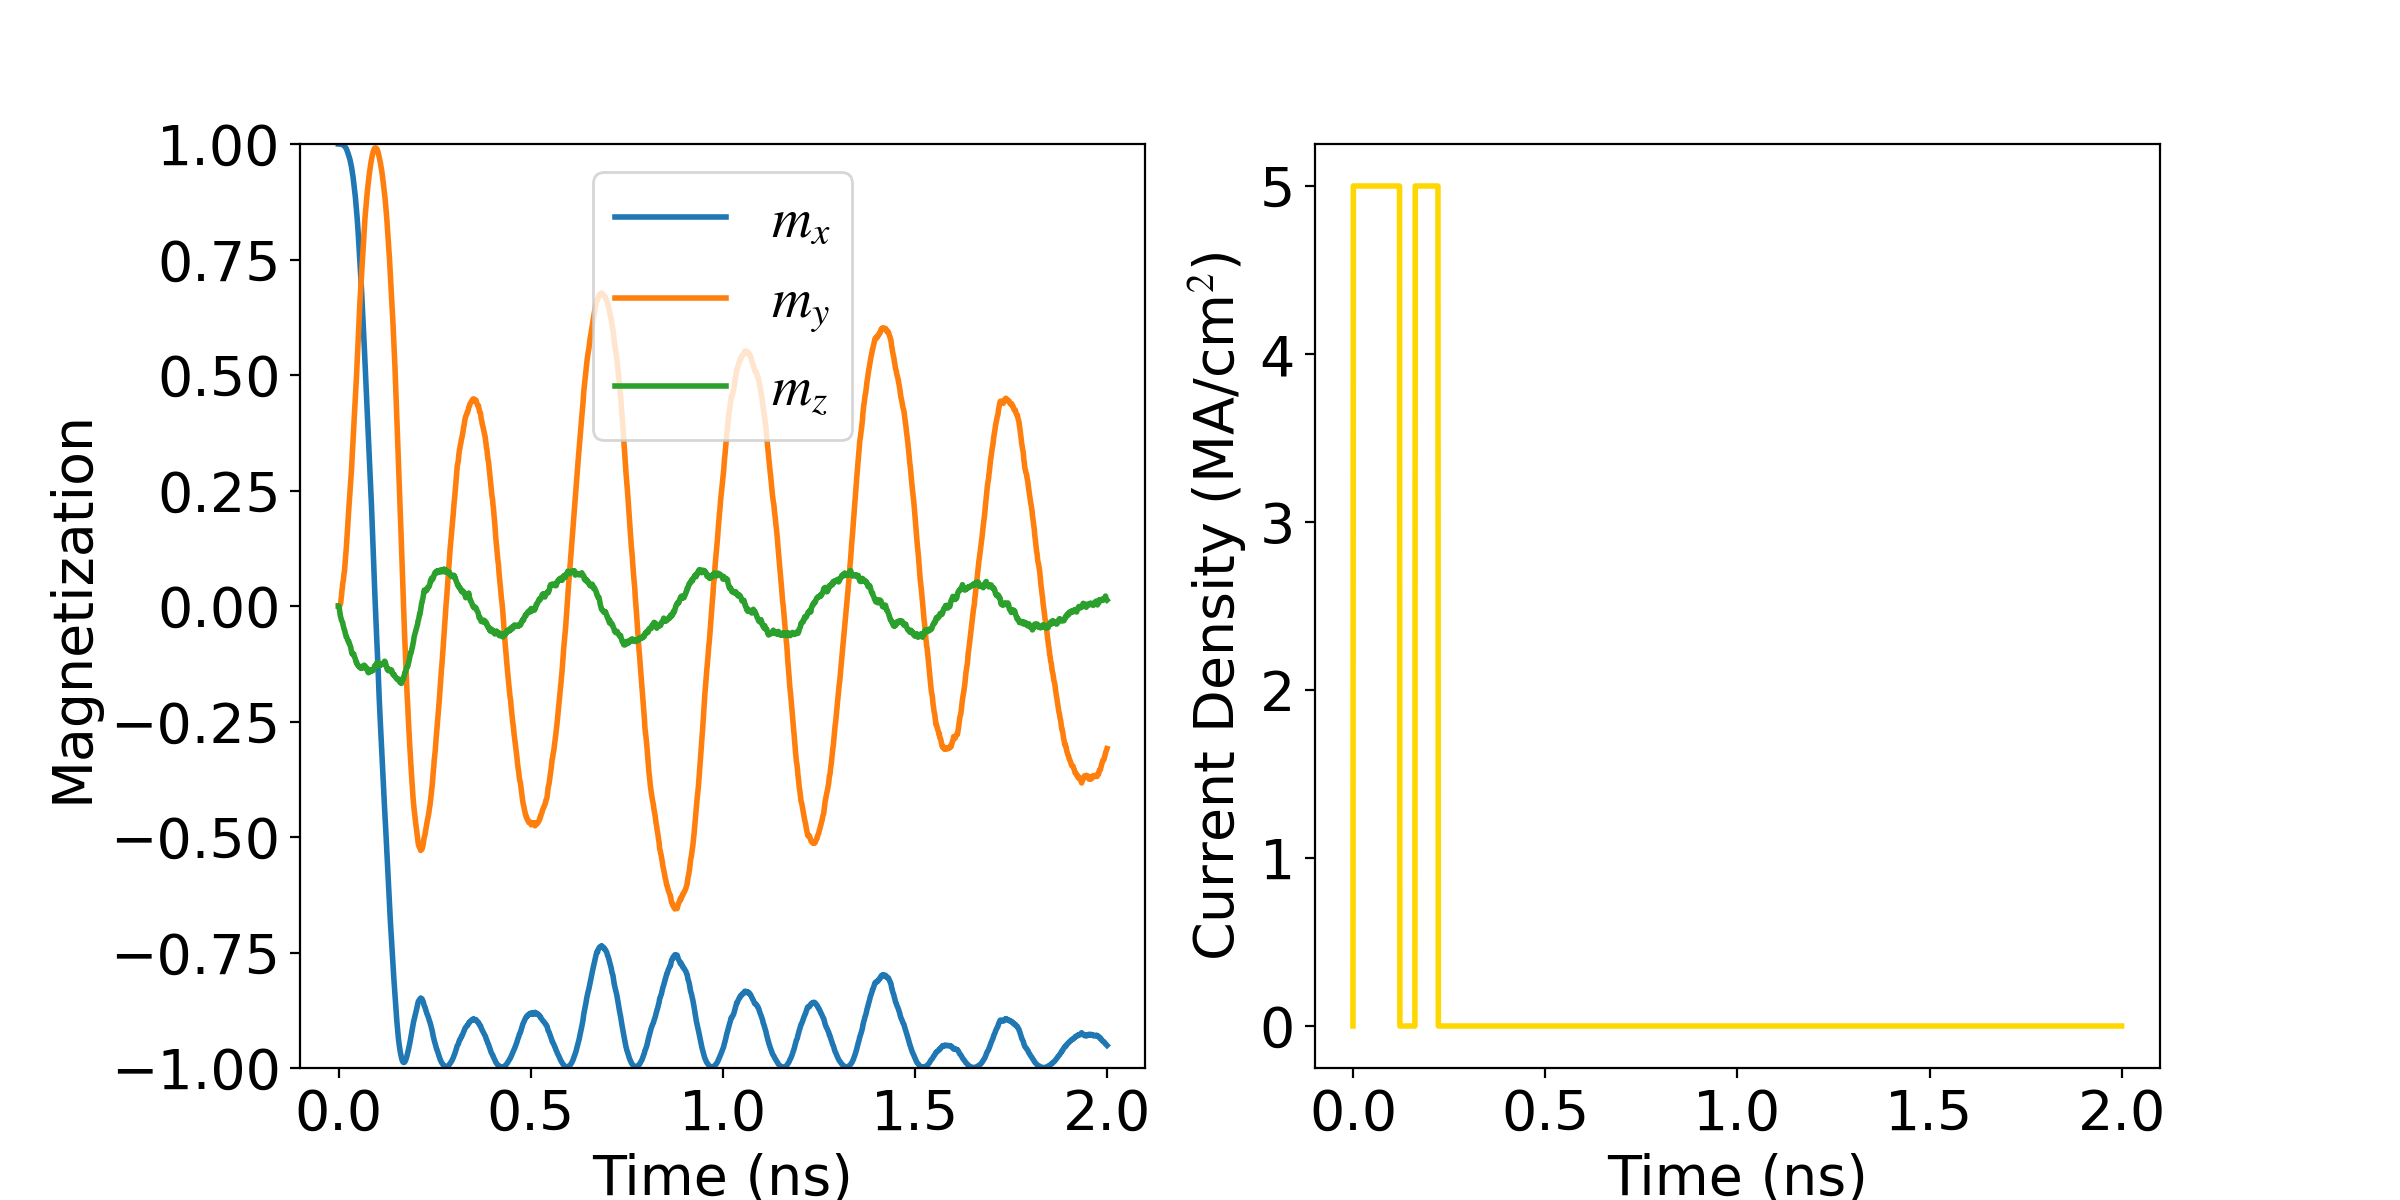 1.00
0.75
0.50
0.25
0.00
−0.25
−0.50
−0.75
−1.00
Magnetization
0.0 0.5 1.0 1.5 2.0
Time (ns)
m_x
m_y
m_z
5
4
3
2
1
0
Current Density (MA/cm²)
0.0 0.5 1.0 1.5 2.0
Time (ns)